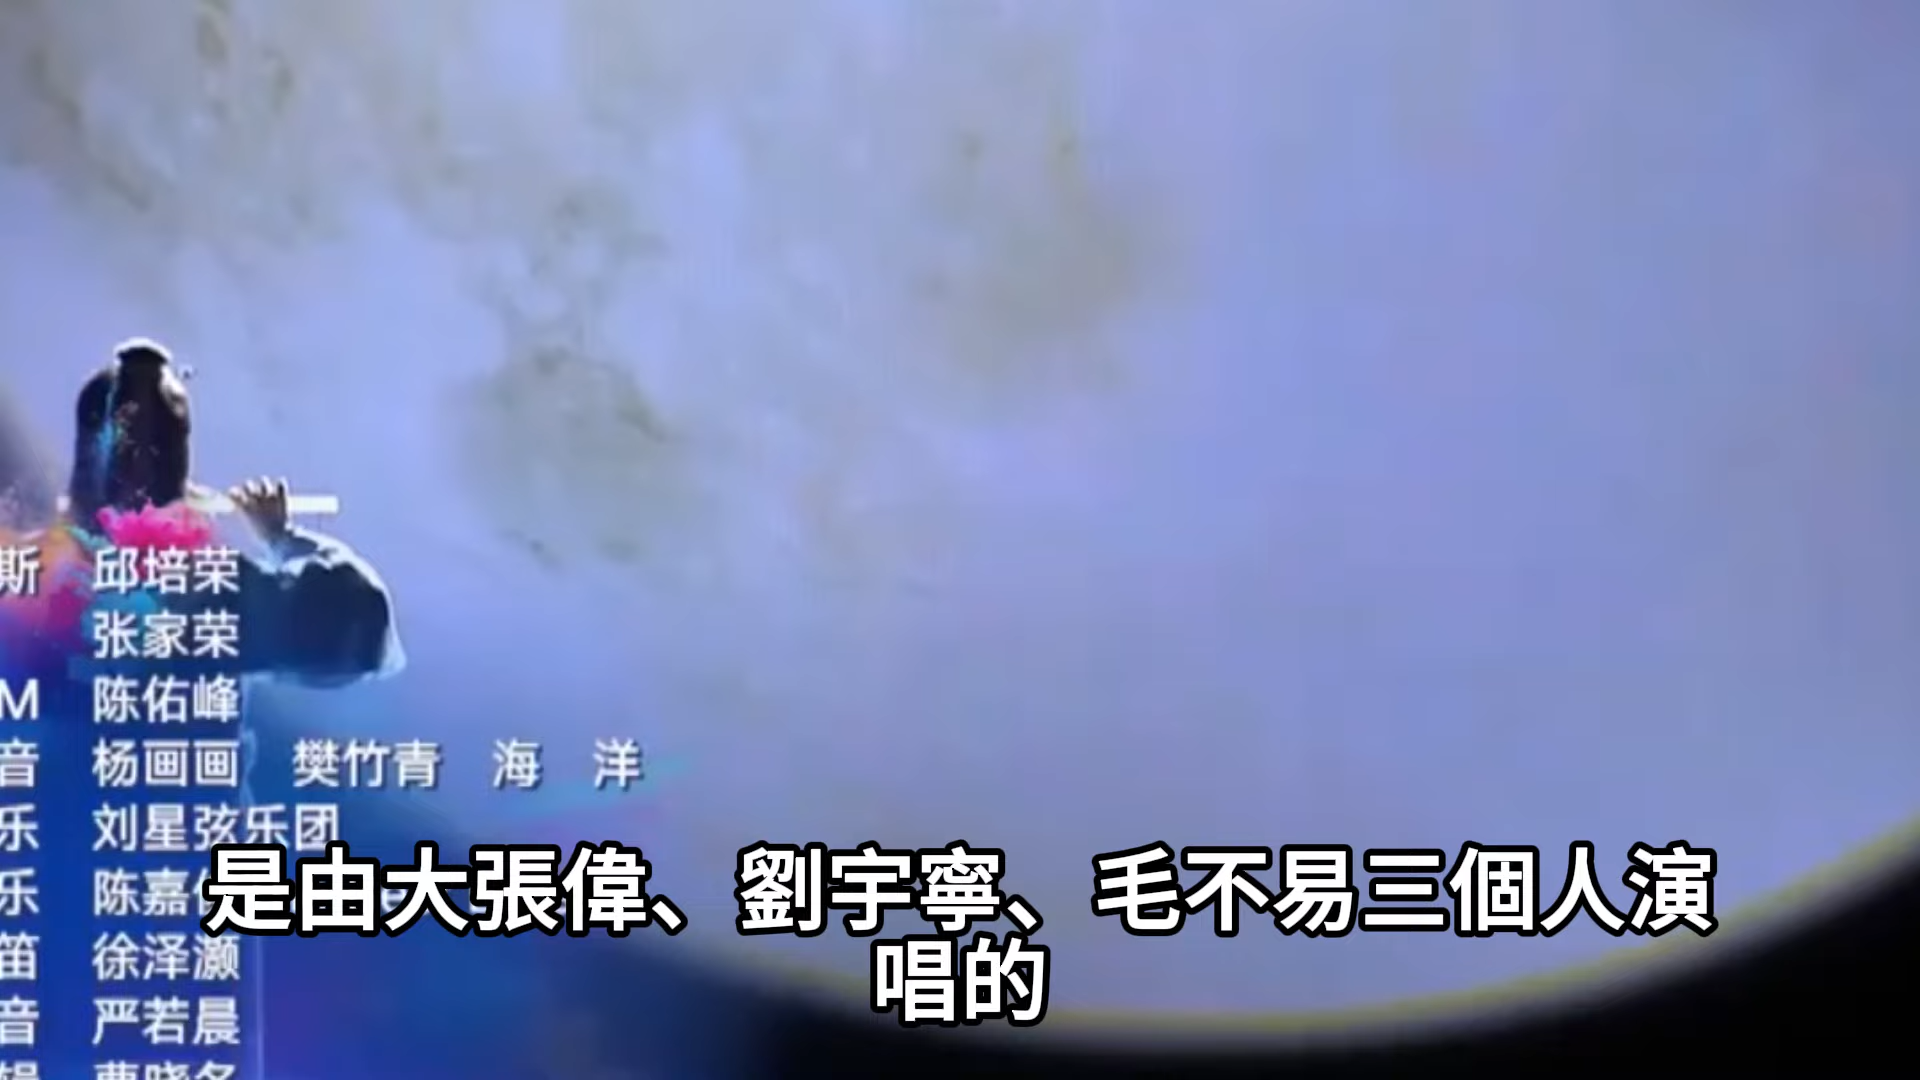 斯 邱培荣
张家荣
M 陈佑峰
音 杨画画 樊竹青 海 洋
乐 刘星弦乐团
乐 陈嘉
笛 徐泽灏
音 严若晨
是由大張偉、劉宇寧、毛不易三個人演
唱的